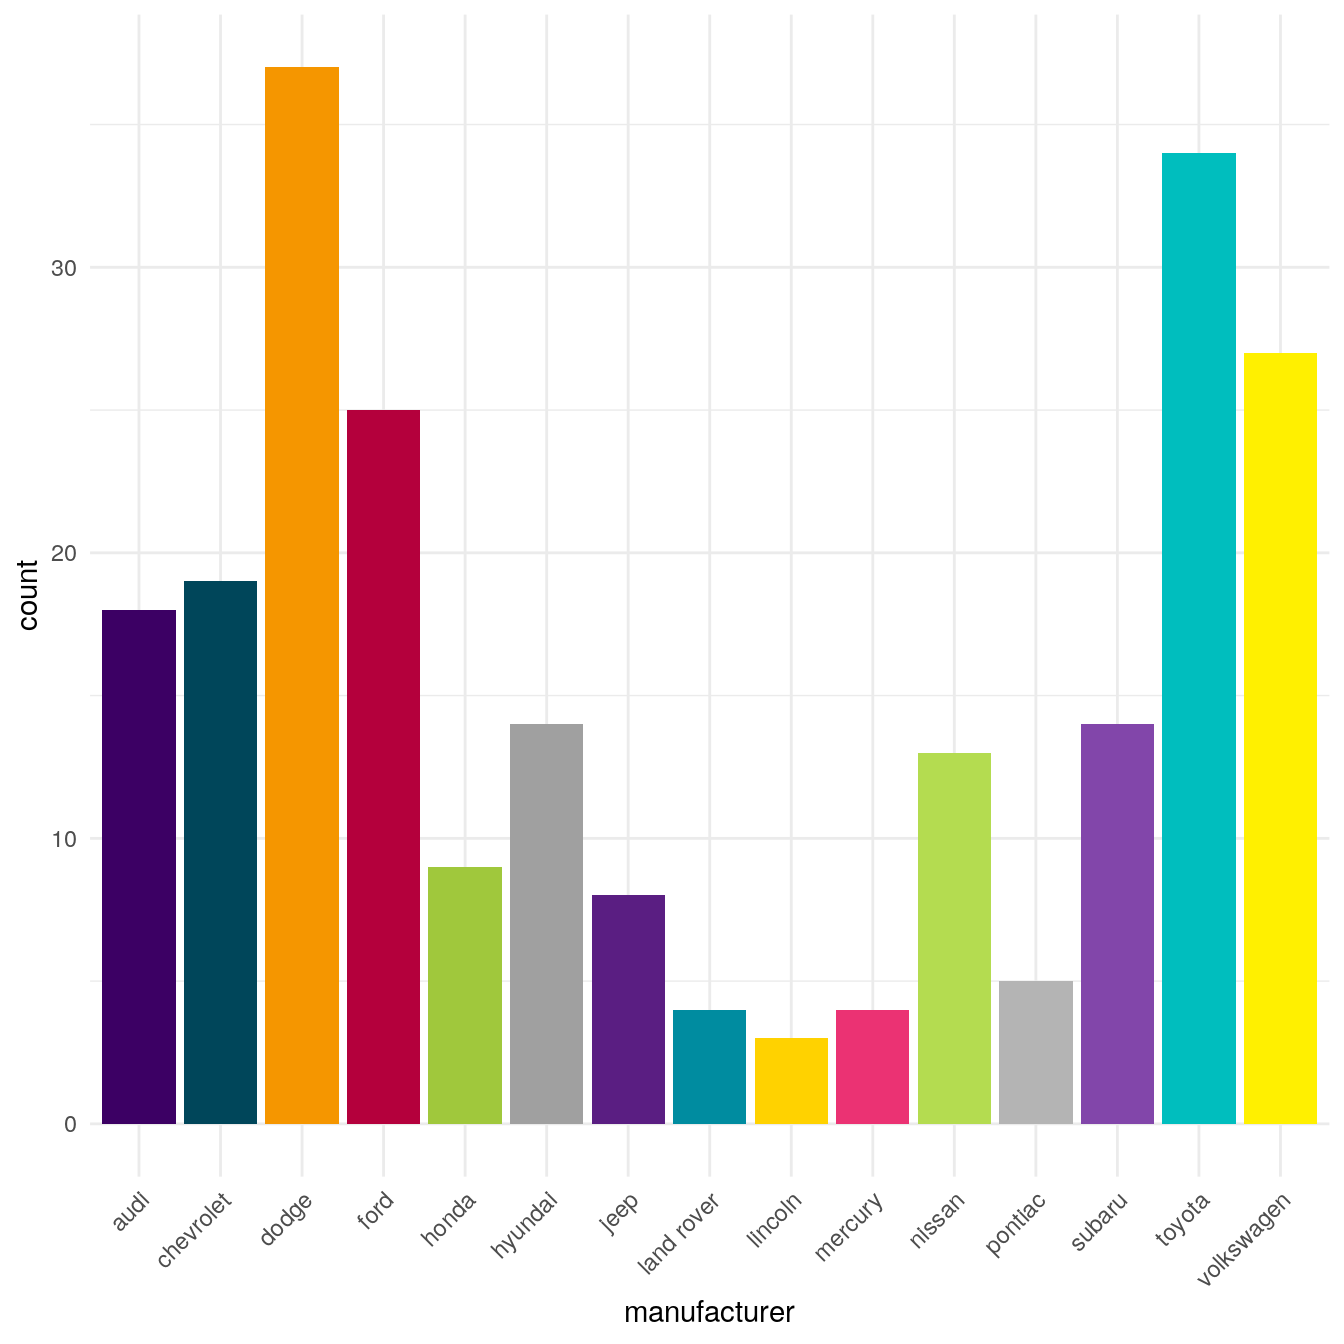 count
30
20
10
0
audi
chevrolet
dodge
ford
honda
hyundai
jeep
land rover
lincoln
mercury
nissan
pontiac
subaru
toyota
volkswagen
manufacturer